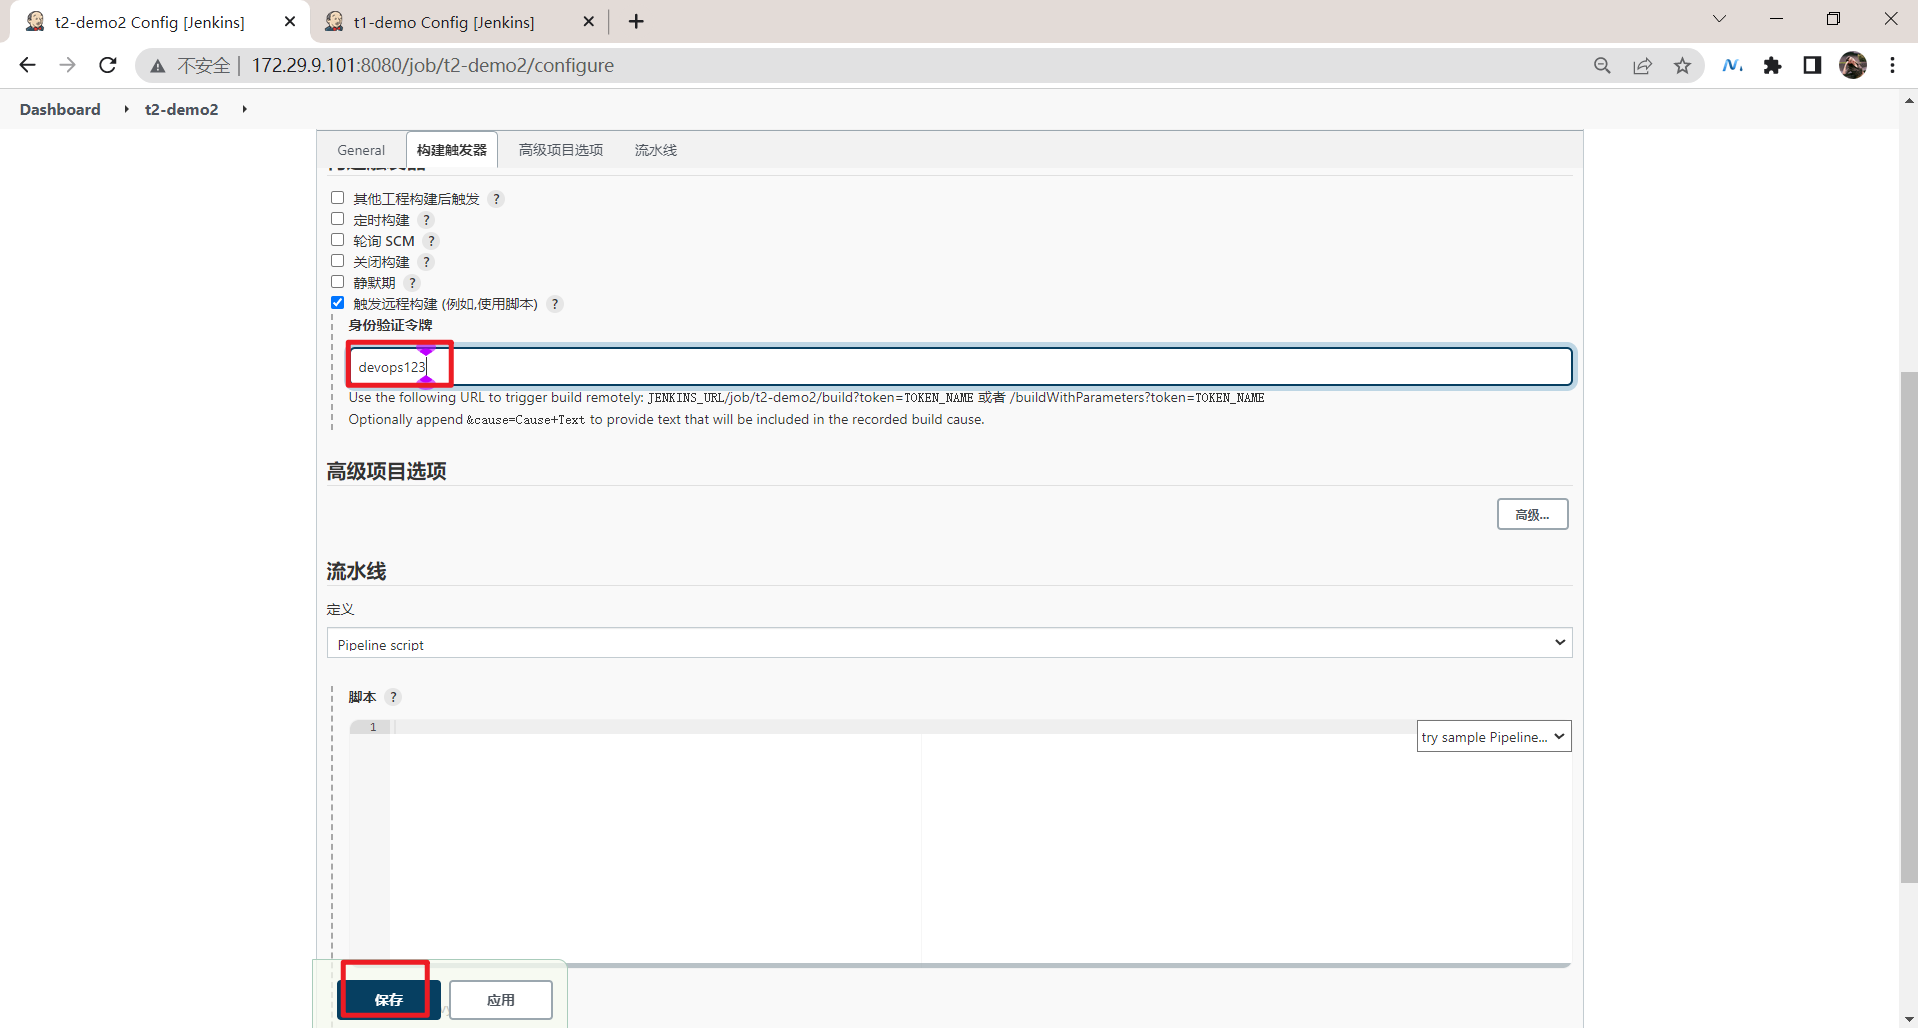 t2-demo2 Config [Jenkins]
t1-demo Config [Jenkins]
不安全
172.29.9.101:8080/job/t2-demo2/configure
Dashboard
t2-demo2
General
构建触发器
高级项目选项
流水线
构建触发器
其他工程构建后触发 ?
定时构建 ?
轮询 SCM ?
关闭构建 ?
静默期 ?
触发远程构建 (例如,使用脚本) ?
身份验证令牌
devops123
Use the following URL to trigger build remotely: JENKINS_URL/job/t2-demo2/build?token=TOKEN_NAME 或者 /buildWithParameters?token=TOKEN_NAME
Optionally append &cause=Cause+Text to provide text that will be included in the recorded build cause.
高级项目选项
高级...
流水线
定义
Pipeline script
脚本 ?
1
try sample Pipeline...
保存
应用